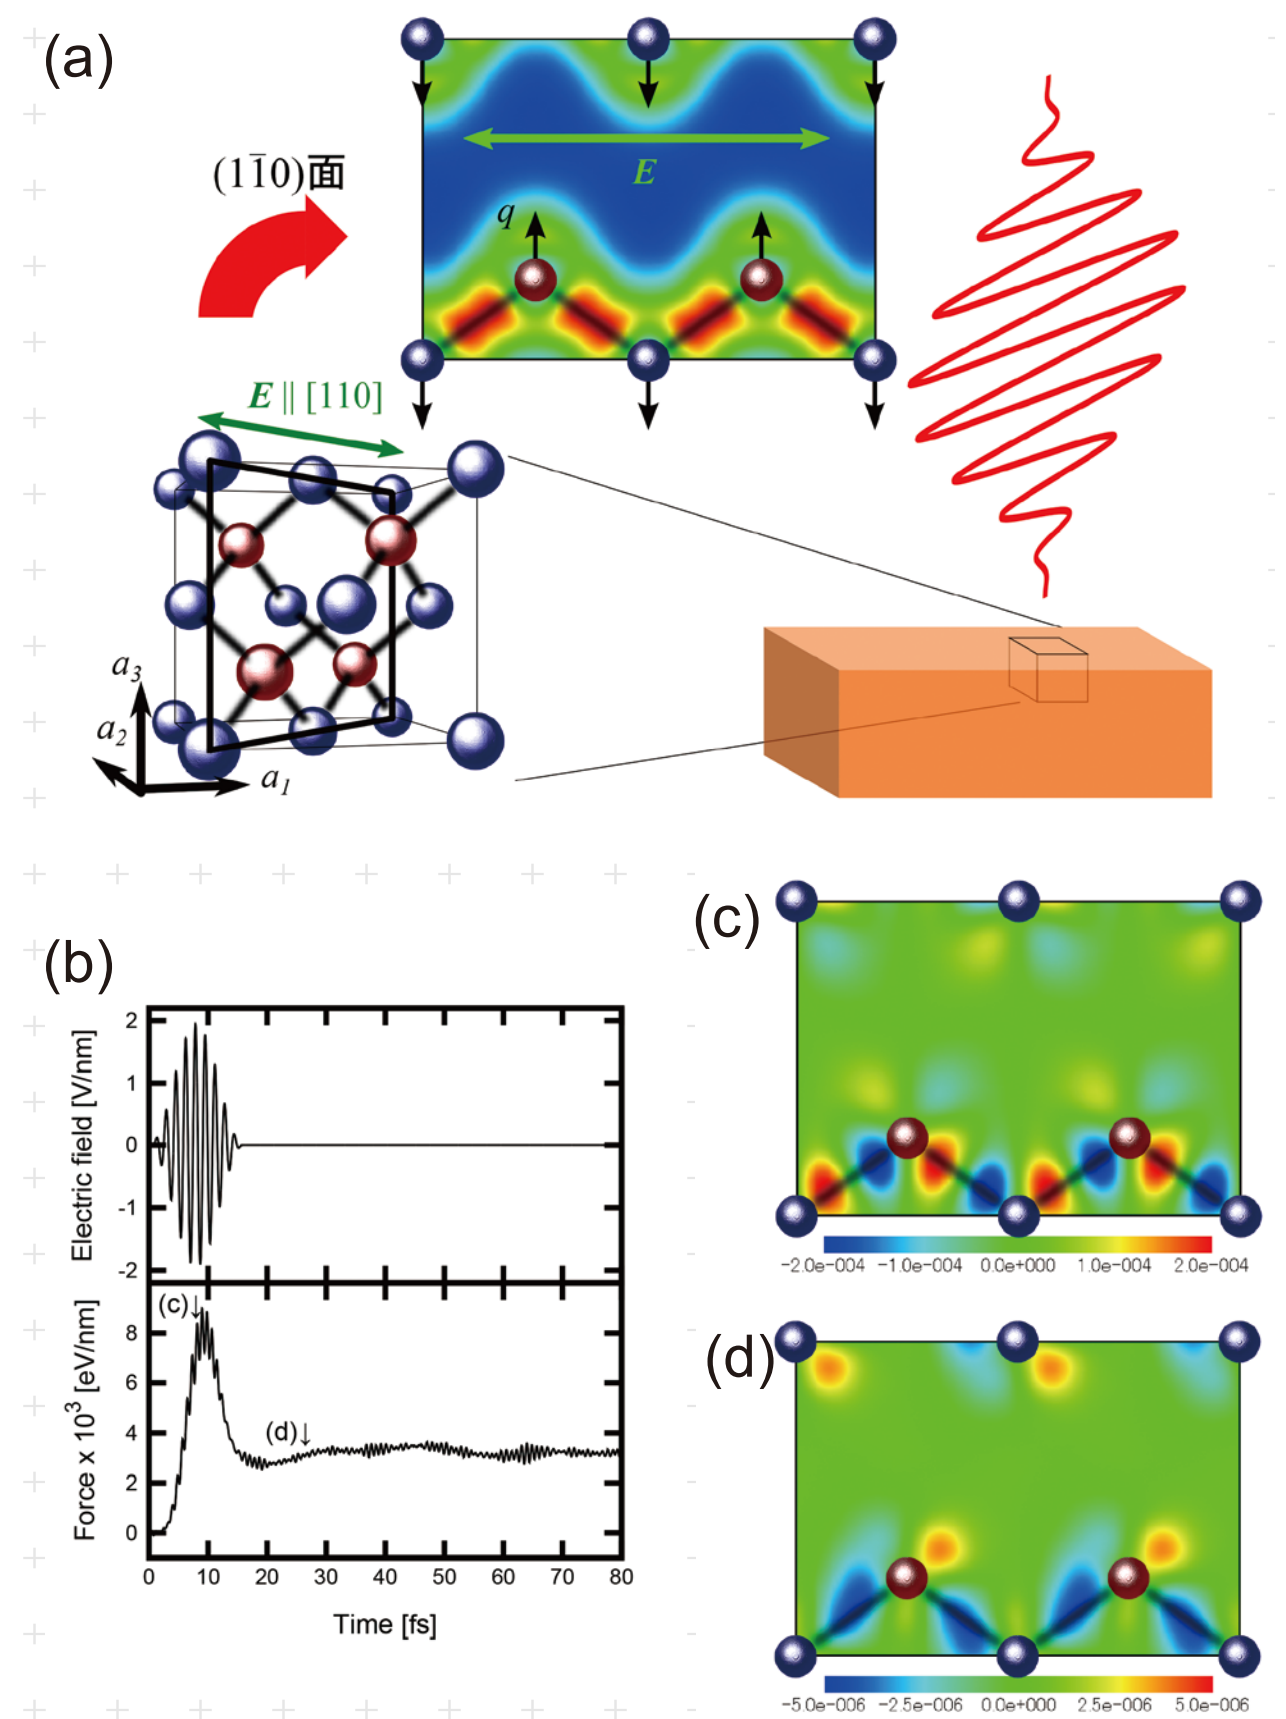 (a)
(11̄0)面
E
q
E || [110]
a3
a2
a1
(b)
2
1
0
-1
-2
Electric field [V/nm]
(c)↓
(d)↓
8
6
4
2
0
Force x 10³ [eV/nm]
0 10 20 30 40 50 60 70 80
Time [fs]
(c)
-2.0e-004 -1.0e-004 0.0e+000 1.0e-004 2.0e-004
(d)
-5.0e-006 -2.5e-006 0.0e+000 2.5e-006 5.0e-006